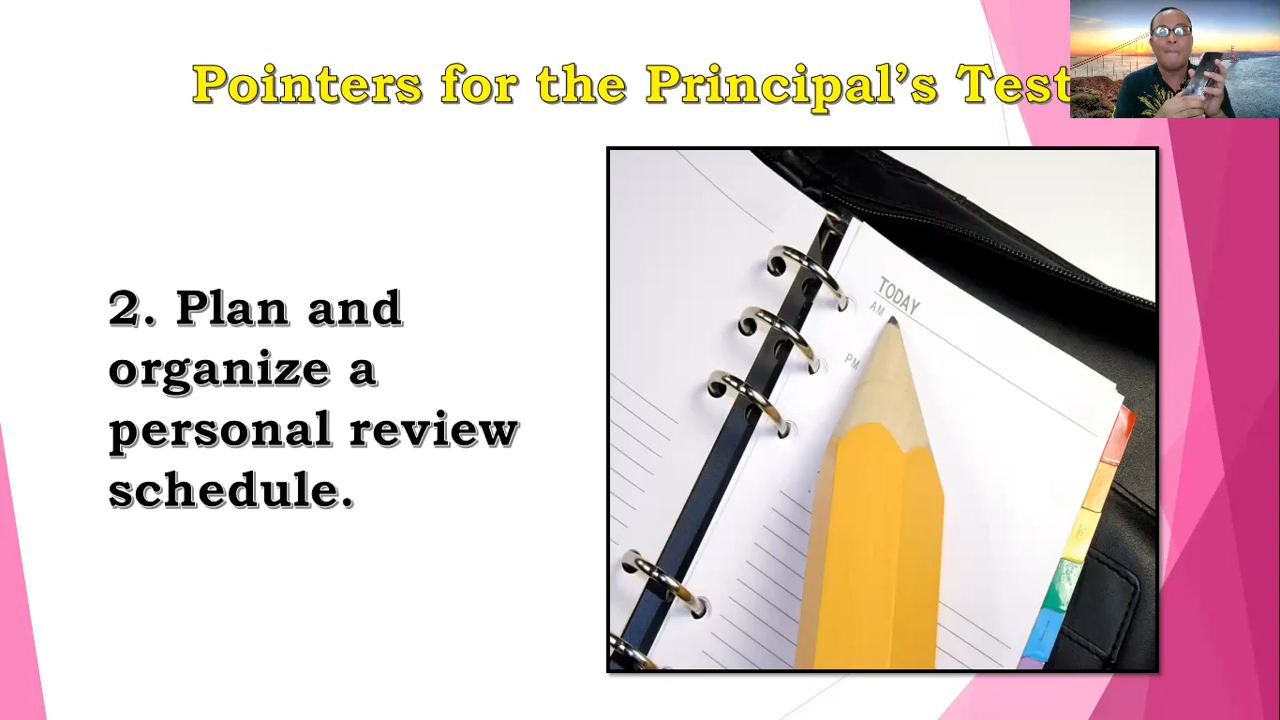 Pointers for the Principal's Test
2. Plan and
organize a
personal review
schedule.
TODAY
AM
PM